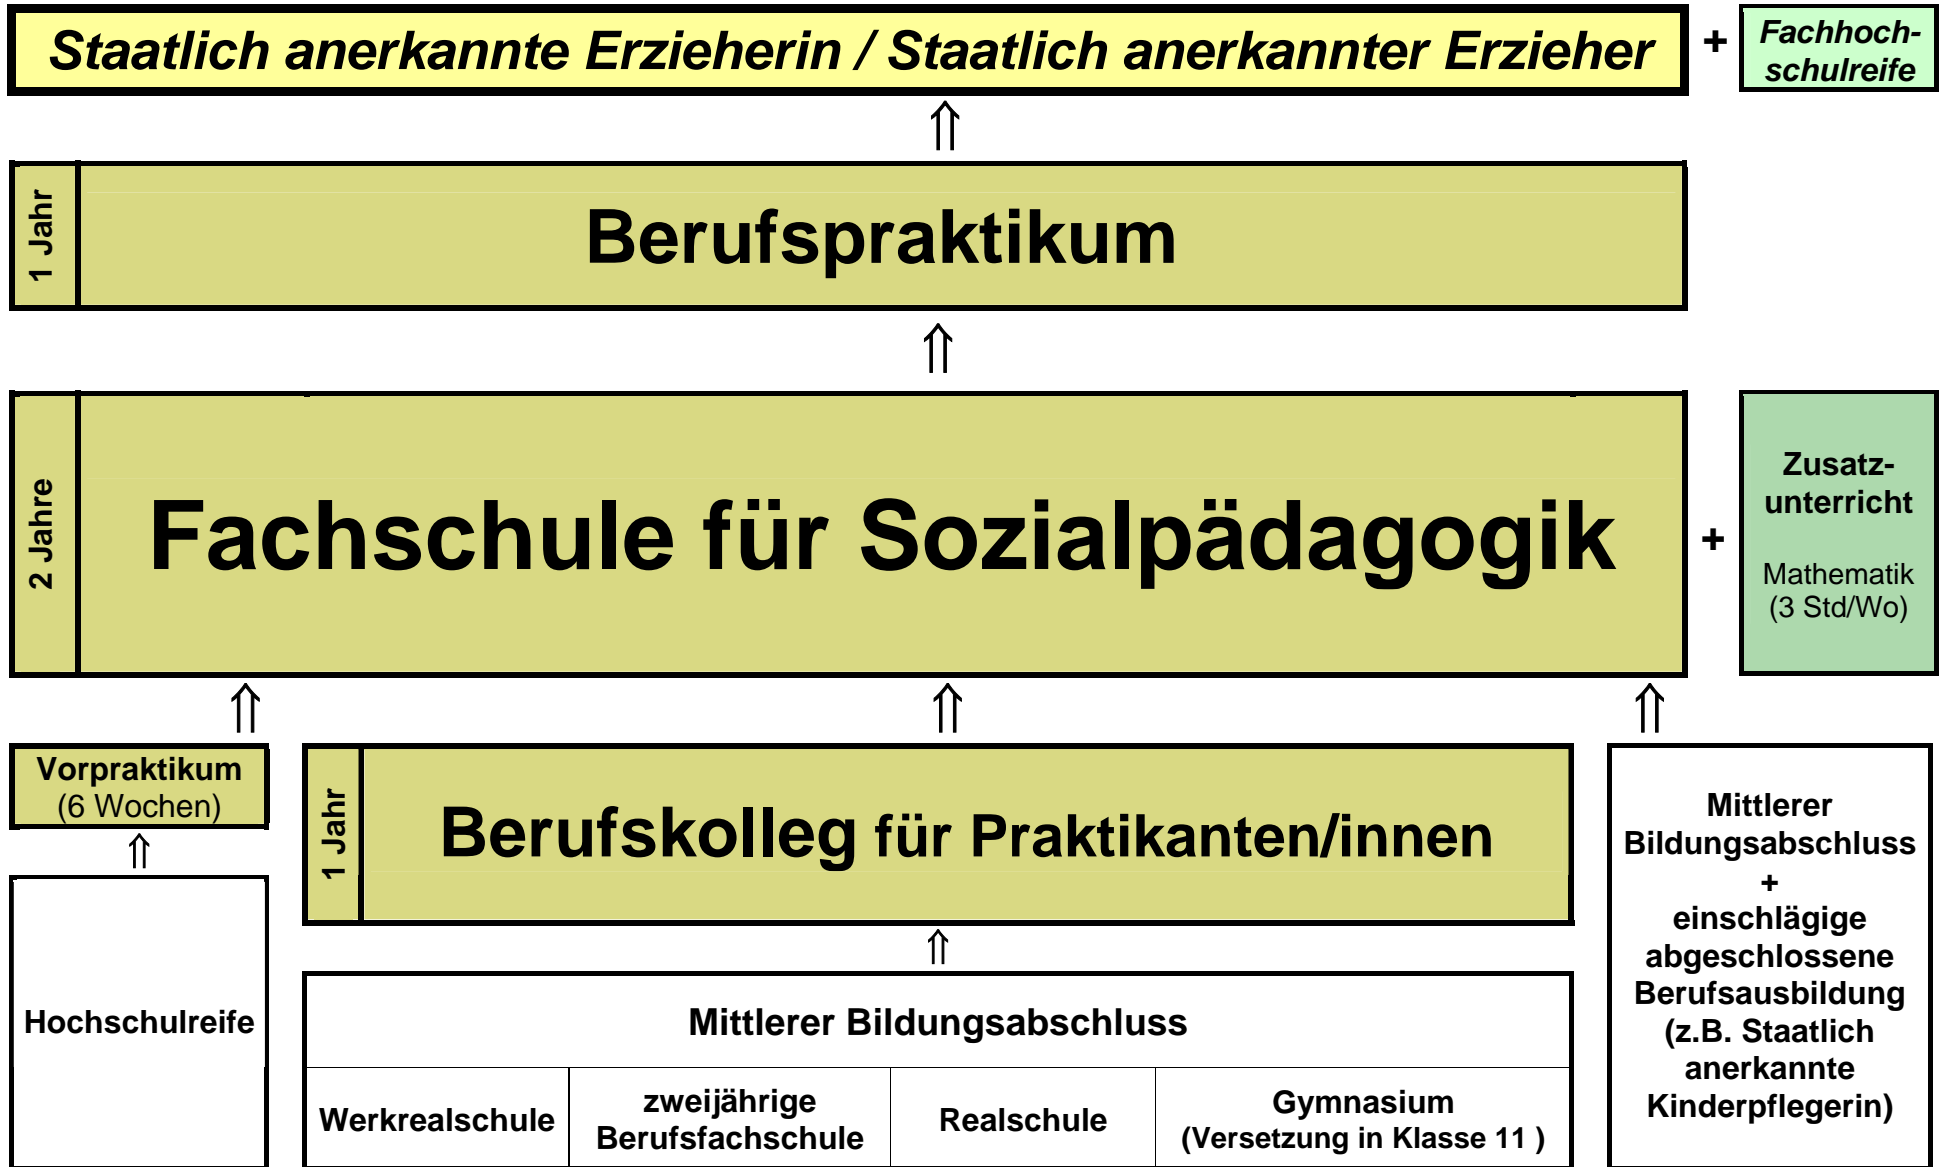 Staatlich anerkannte Erzieherin / Staatlich anerkannter Erzieher
+
Fachhoch-
schulreife
⇑
1 Jahr
Berufspraktikum
⇑
2 Jahre
Fachschule für Sozialpädagogik
+
Zusatz-
unterricht
Mathematik
(3 Std/Wo)
⇑ ⇑ ⇑
Vorpraktikum
(6 Wochen)
⇑
Hochschulreife
1 Jahr
Berufskolleg für Praktikanten/innen
⇑
Mittlerer Bildungsabschluss
Werkrealschule
zweijährige
Berufsfachschule
Realschule
Gymnasium
(Versetzung in Klasse 11 )
Mittlerer
Bildungsabschluss
+
einschlägige
abgeschlossene
Berufsausbildung
(z.B. Staatlich
anerkannte
Kinderpflegerin)